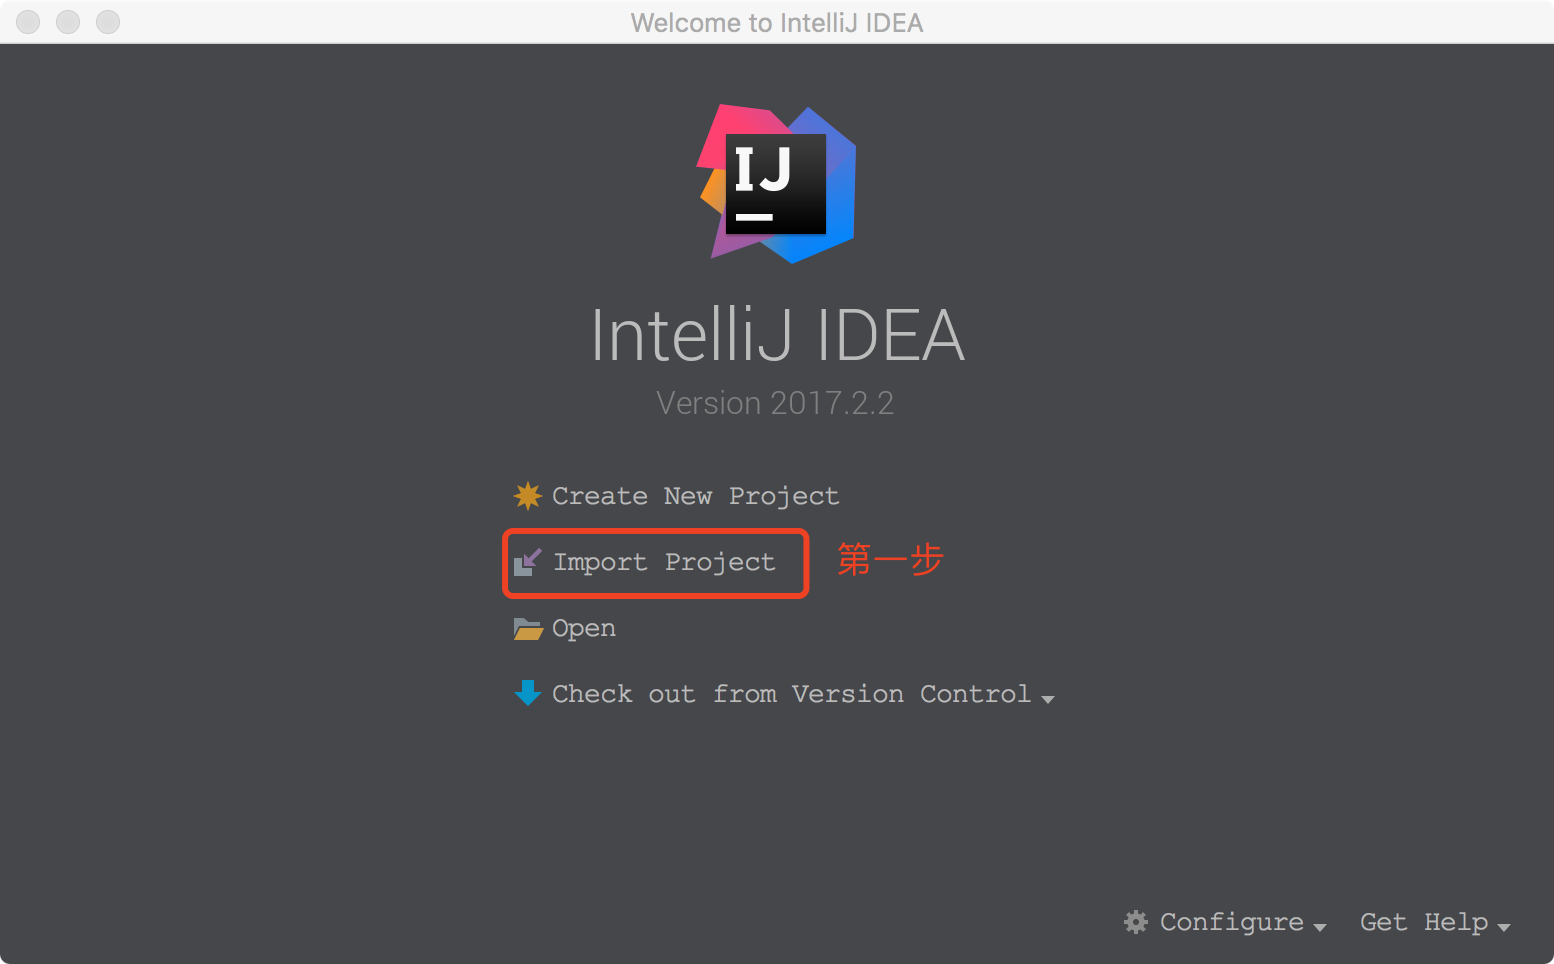 Welcome to IntelliJ IDEA
IJ
IntelliJ IDEA
Version 2017.2.2
Create New Project
Import Project 第一步
Open
Check out from Version Control
Configure Get Help